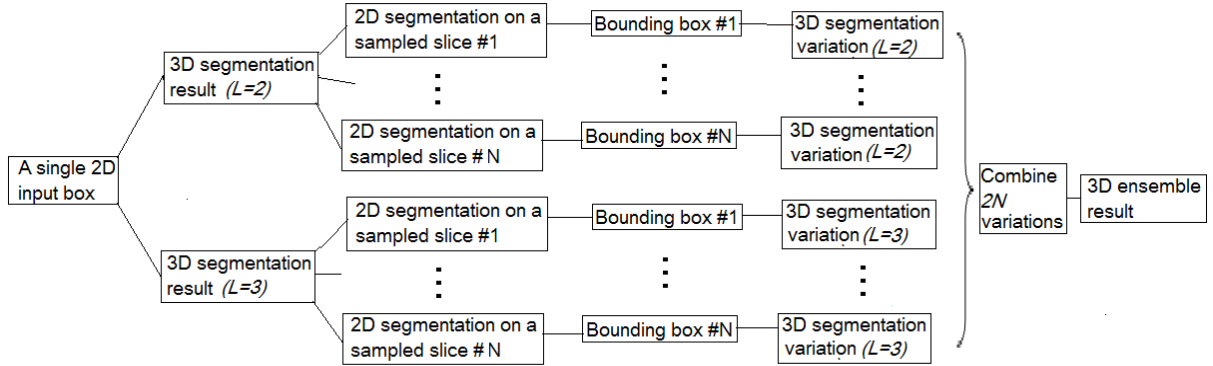 A single 2D
input box
3D segmentation
result (L=2)
2D segmentation on a
sampled slice #1
Bounding box #1
3D segmentation
variation (L=2)
2D segmentation on a
sampled slice # N
Bounding box #N
3D segmentation
variation (L=2)
3D segmentation
result (L=3)
2D segmentation on a
sampled slice #1
Bounding box #1
3D segmentation
variation (L=3)
2D segmentation on a
sampled slice # N
Bounding box #N
3D segmentation
variation (L=3)
Combine
2N
variations
3D ensemble
result